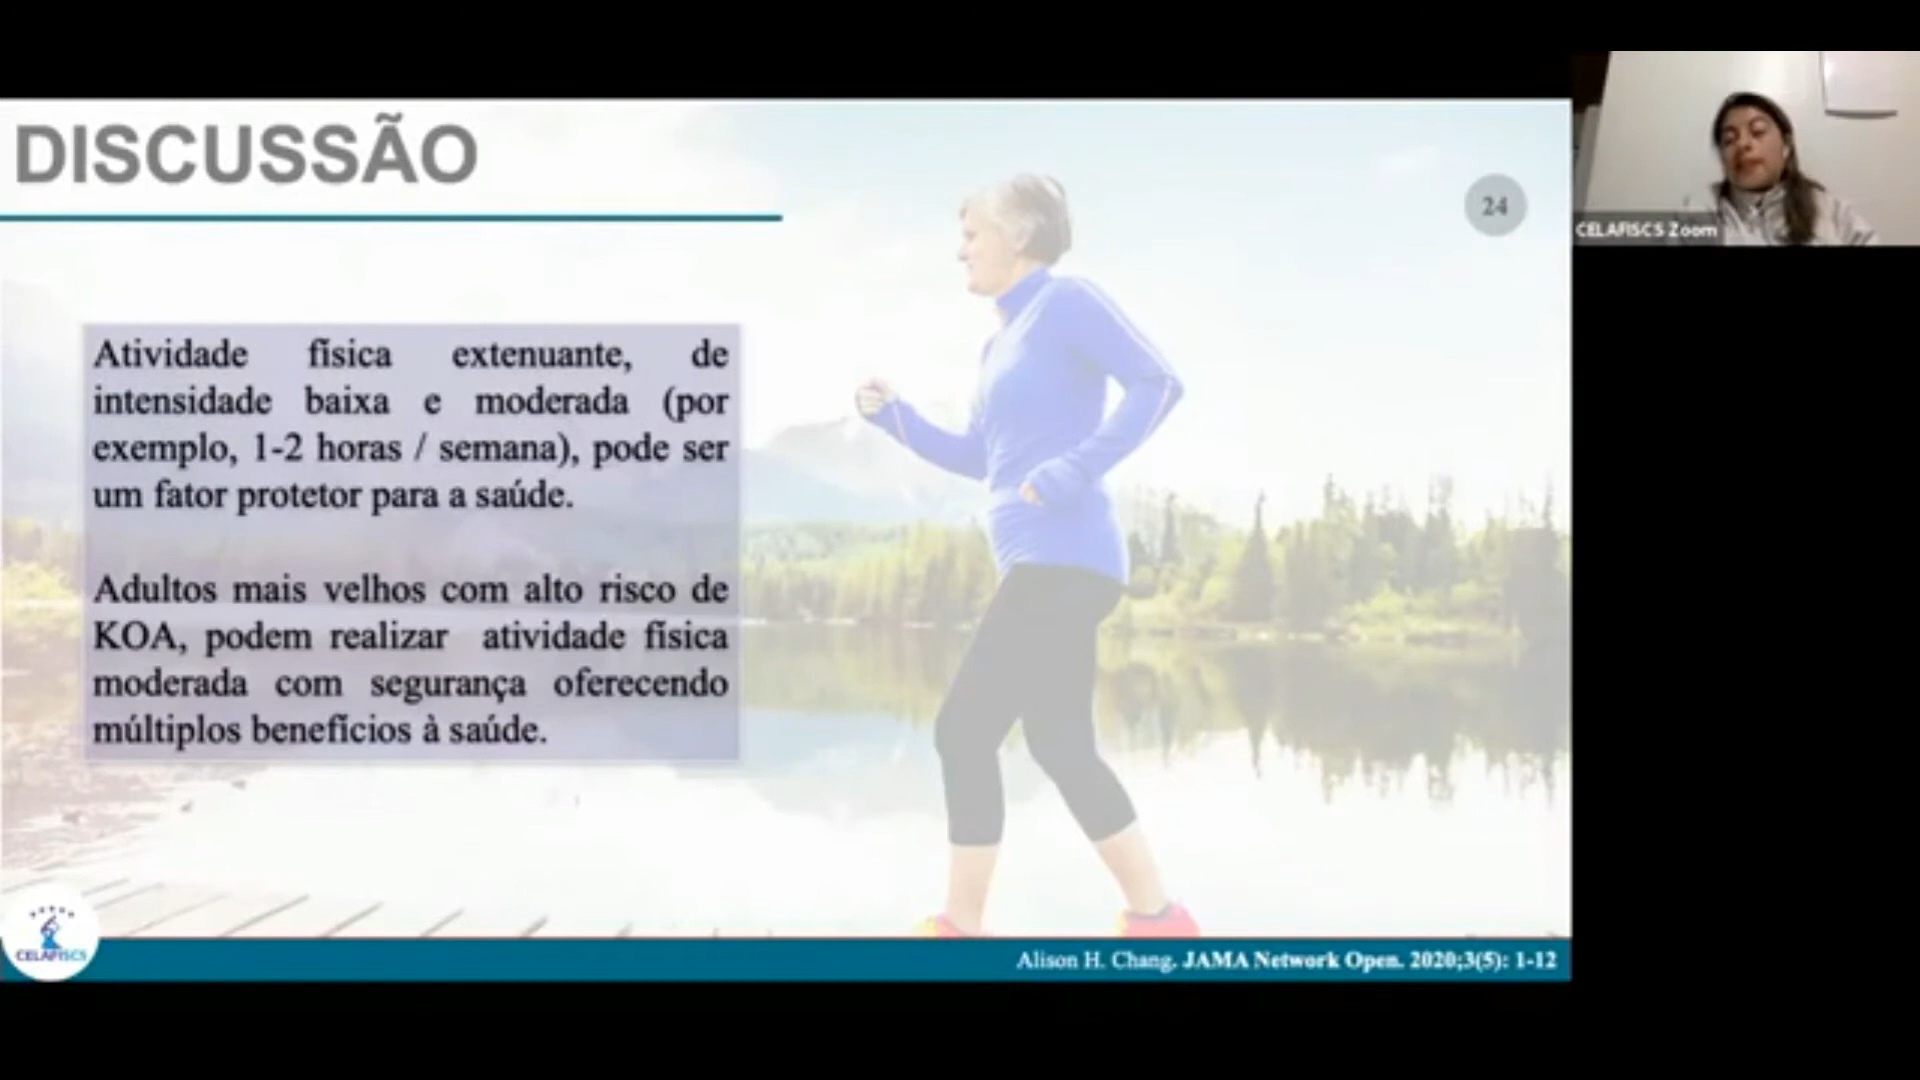 DISCUSSÃO
24
CELAFISCS Zoom
Atividade física extenuante, de
intensidade baixa e moderada (por
exemplo, 1-2 horas / semana), pode ser
um fator protetor para a saúde.
Adultos mais velhos com alto risco de
KOA, podem realizar atividade física
moderada com segurança oferecendo
múltiplos benefícios à saúde.
CELAFISCS
Alison H. Chang. JAMA Network Open. 2020;3(5): 1-12